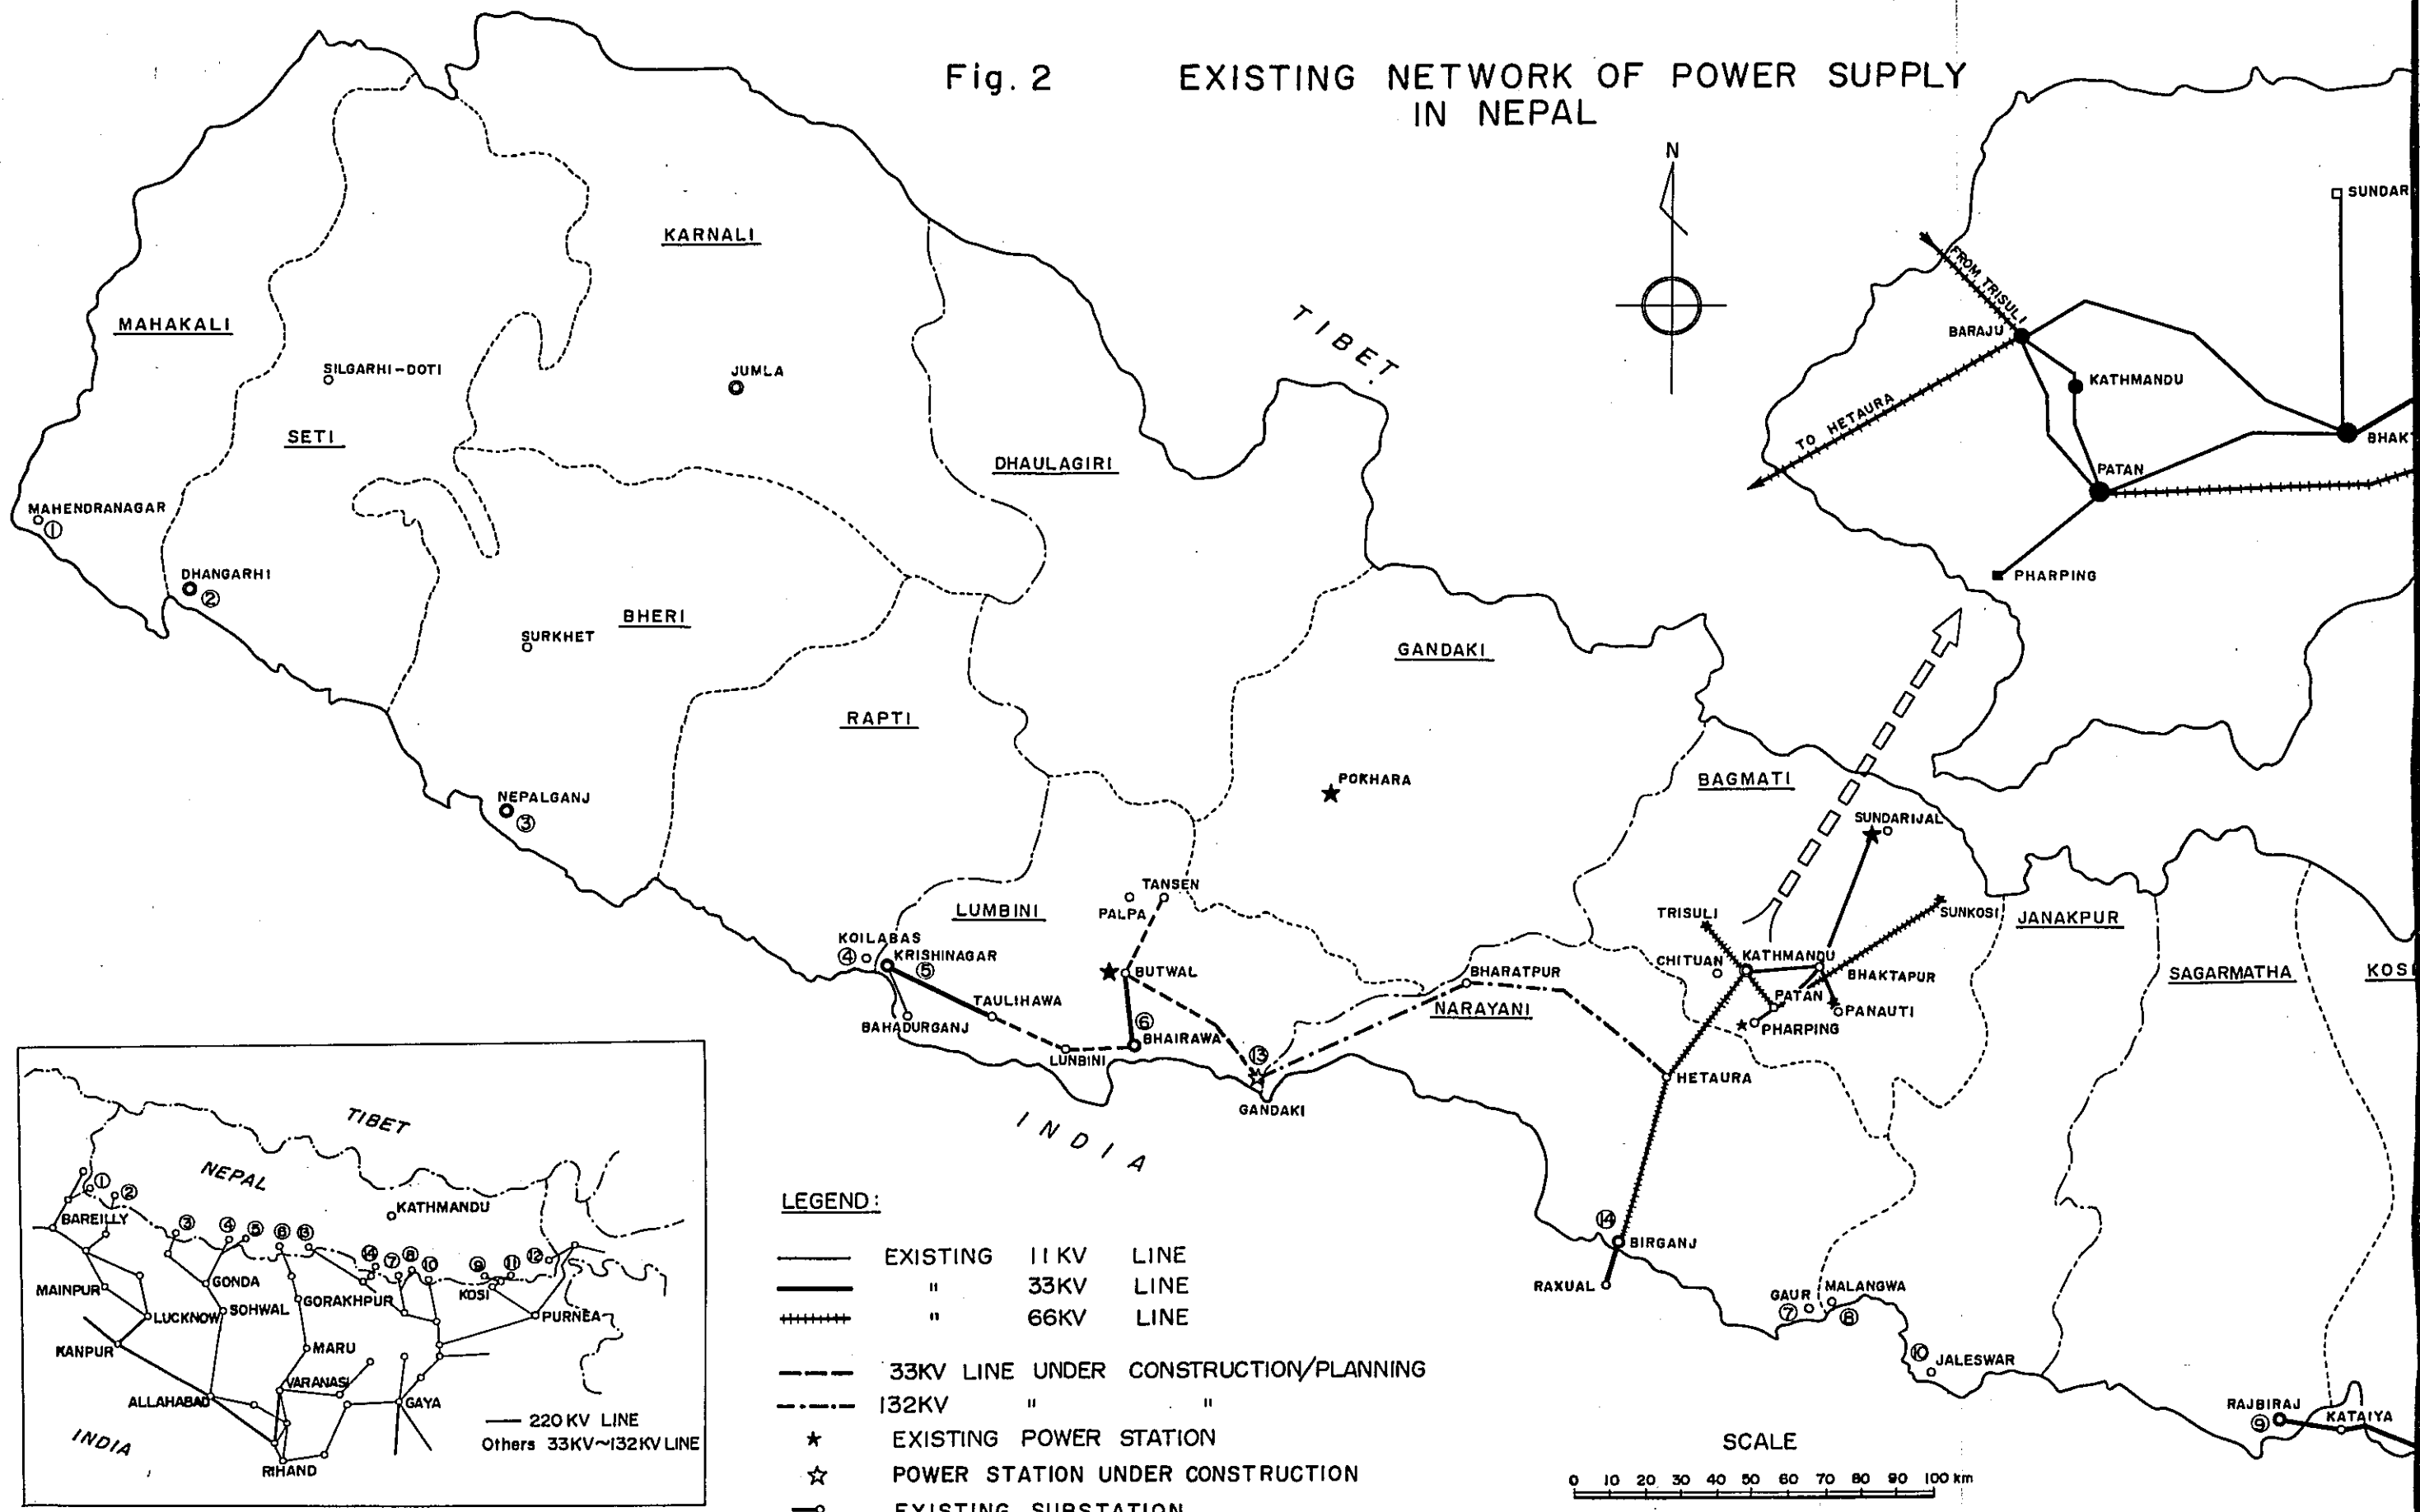 Fig. 2 EXISTING NETWORK OF POWER SUPPLY
IN NEPAL
N
TIBET
KARNALI
MAHAKALI
SILGARHI-DOTI
JUMLA
SETI
DHAULAGIRI
MAHENDRANAGAR
①
DHANGARHI
②
BHERI
SURKHET
GANDAKI
RAPTI
NEPALGANJ
③
POKHARA
BAGMATI
SUNDARIJAL
TANSEN
PALPA
LUMBINI
TRISULI
SUNKOSI
JANAKPUR
KOILABAS
④
KRISHINAGAR
⑤
BUTWAL
BHARATPUR
CHITUAN
KATHMANDU
BHAKTAPUR
SAGARMATHA
KOSI
TAULIHAWA
BAHADURGANJ
⑥
BHAIRAWA
LUNBINI
NARAYANI
PATAN
PANAUTI
PHARPING
⑬
GANDAKI
HETAURA
INDIA
⑭
BIRGANJ
RAXUAL
GAUR
⑦
MALANGWA
⑧
⑩
JALESWAR
RAJBIRAJ
⑨
KATAIYA
SUNDAR
FROM TRISULI
BARAJU
KATHMANDU
TO HETAURA
BHAKT
PATAN
PHARPING
TIBET
NEPAL
KATHMANDU
① ②
BAREILLY
③ ④ ⑤ ⑥ ⑬
⑭ ⑦ ⑧ ⑩ ⑨ ⑪ ⑫
MAINPUR
GONDA
LUCKNOW
SOHWAL
GORAKHPUR
KOSI
PURNEA
KANPUR
MARU
VARANASI
ALLAHABAD
GAYA
RIHAND
INDIA
220 KV LINE
Others 33KV~132KV LINE
LEGEND:
EXISTING 11KV LINE
" 33KV LINE
" 66KV LINE
33KV LINE UNDER CONSTRUCTION/PLANNING
132KV " "
EXISTING POWER STATION
POWER STATION UNDER CONSTRUCTION
EXISTING SUBSTATION
SCALE
0 10 20 30 40 50 60 70 80 90 100 km